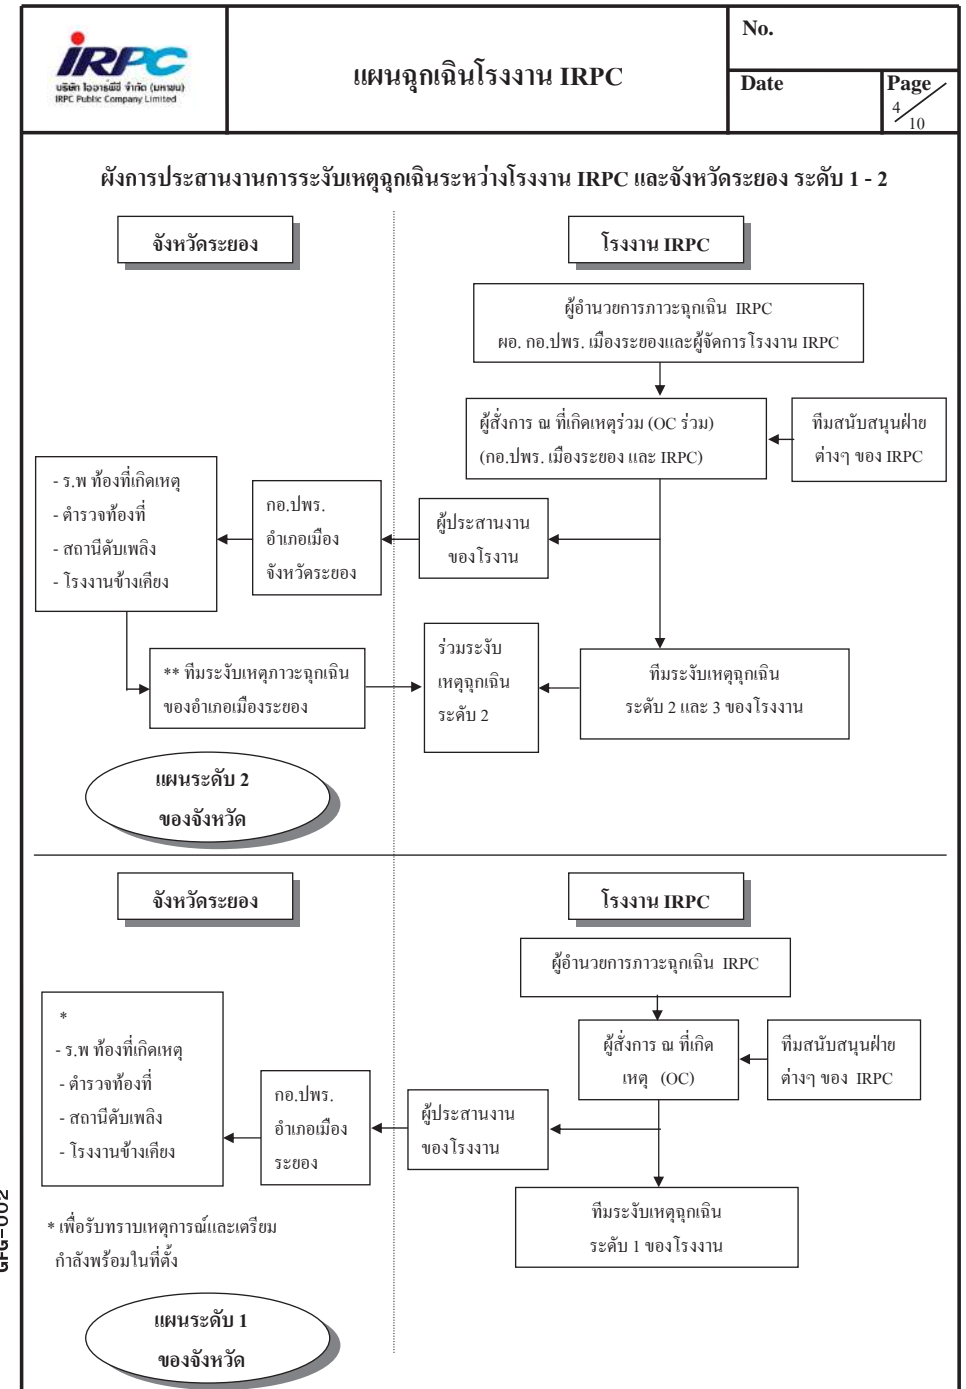 IRPC
บริษัท ไออาร์พีซี จำกัด (มหาชน)
IRPC Public Company Limited
แผนฉุกเฉินโรงงาน IRPC
No.
Date
Page
4/10
ผังการประสานงานการระงับเหตุฉุกเฉินระหว่างโรงงาน IRPC และจังหวัดระยอง ระดับ 1 - 2
จังหวัดระยอง
โรงงาน IRPC
ผู้อำนวยการภาวะฉุกเฉิน IRPC
ผอ. กอ.ปพร. เมืองระยองและผู้จัดการโรงงาน IRPC
ผู้สั่งการ ณ ที่เกิดเหตุร่วม (OC ร่วม)
(กอ.ปพร. เมืองระยอง และ IRPC)
ทีมสนับสนุนฝ่าย
ต่างๆ ของ IRPC
- ร.พ ท้องที่เกิดเหตุ
- ตำรวจท้องที่
- สถานีดับเพลิง
- โรงงานข้างเคียง
กอ.ปพร.
อำเภอเมือง
จังหวัดระยอง
ผู้ประสานงาน
ของโรงาน
** ทีมระงับเหตุภาวะฉุกเฉิน
ของอำเภอเมืองระยอง
ร่วมระงับ
เหตุฉุกเฉิน
ระดับ 2
ทีมระงับเหตุฉุกเฉิน
ระดับ 2 และ 3 ของโรงงาน
แผนระดับ 2
ของจังหวัด
จังหวัดระยอง
โรงงาน IRPC
ผู้อำนวยการภาวะฉุกเฉิน IRPC
ผู้สั่งการ ณ ที่เกิด
เหตุ (OC)
ทีมสนับสนุนฝ่าย
ต่างๆ ของ IRPC
*
- ร.พ ท้องที่เกิดเหตุ
- ตำรวจท้องที่
- สถานีดับเพลิง
- โรงงานข้างเคียง
กอ.ปพร.
อำเภอเมือง
ระยอง
ผู้ประสานงาน
ของโรงงาน
ทีมระงับเหตุฉุกเฉิน
ระดับ 1 ของโรงงาน
* เพื่อรับทราบเหตุการณ์และเตรียม
กำลังพร้อมในที่ตั้ง
แผนระดับ 1
ของจังหวัด